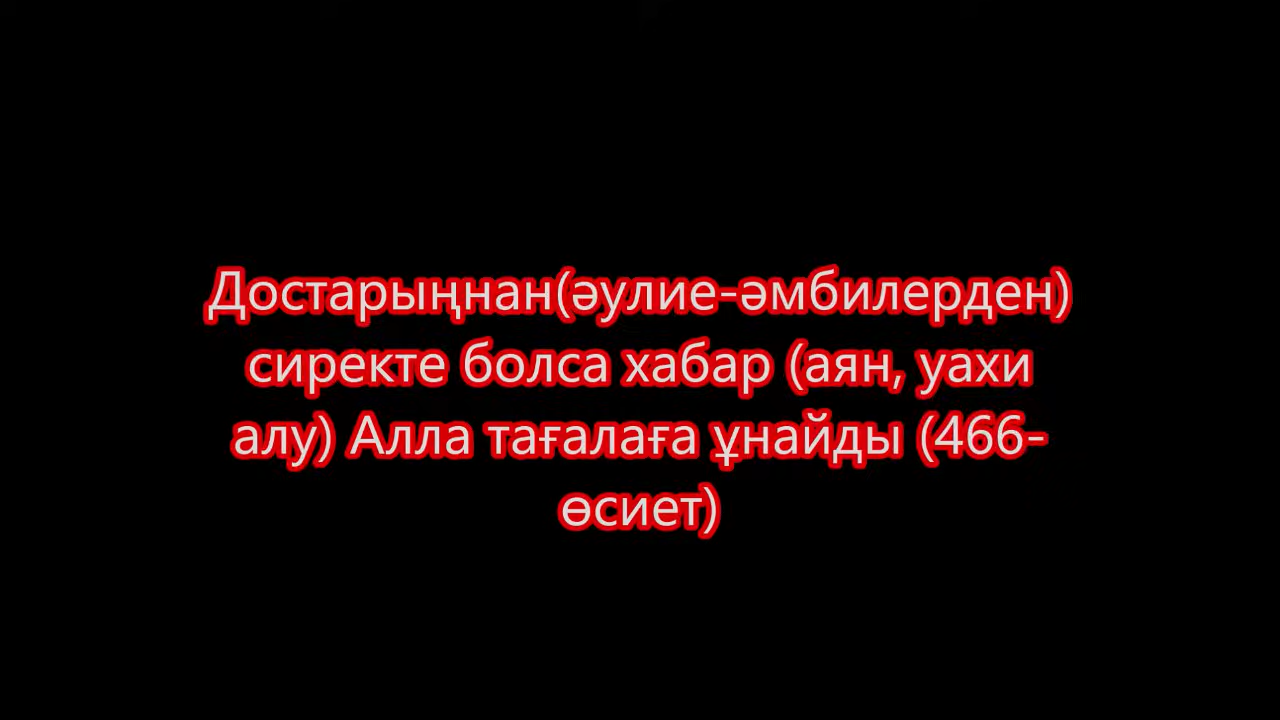 Достарыңнан(әулие-әмбилерден)
сиректе болса хабар (аян, уахи
алу) Алла тағалаға ұнайды (466-
өсиет)